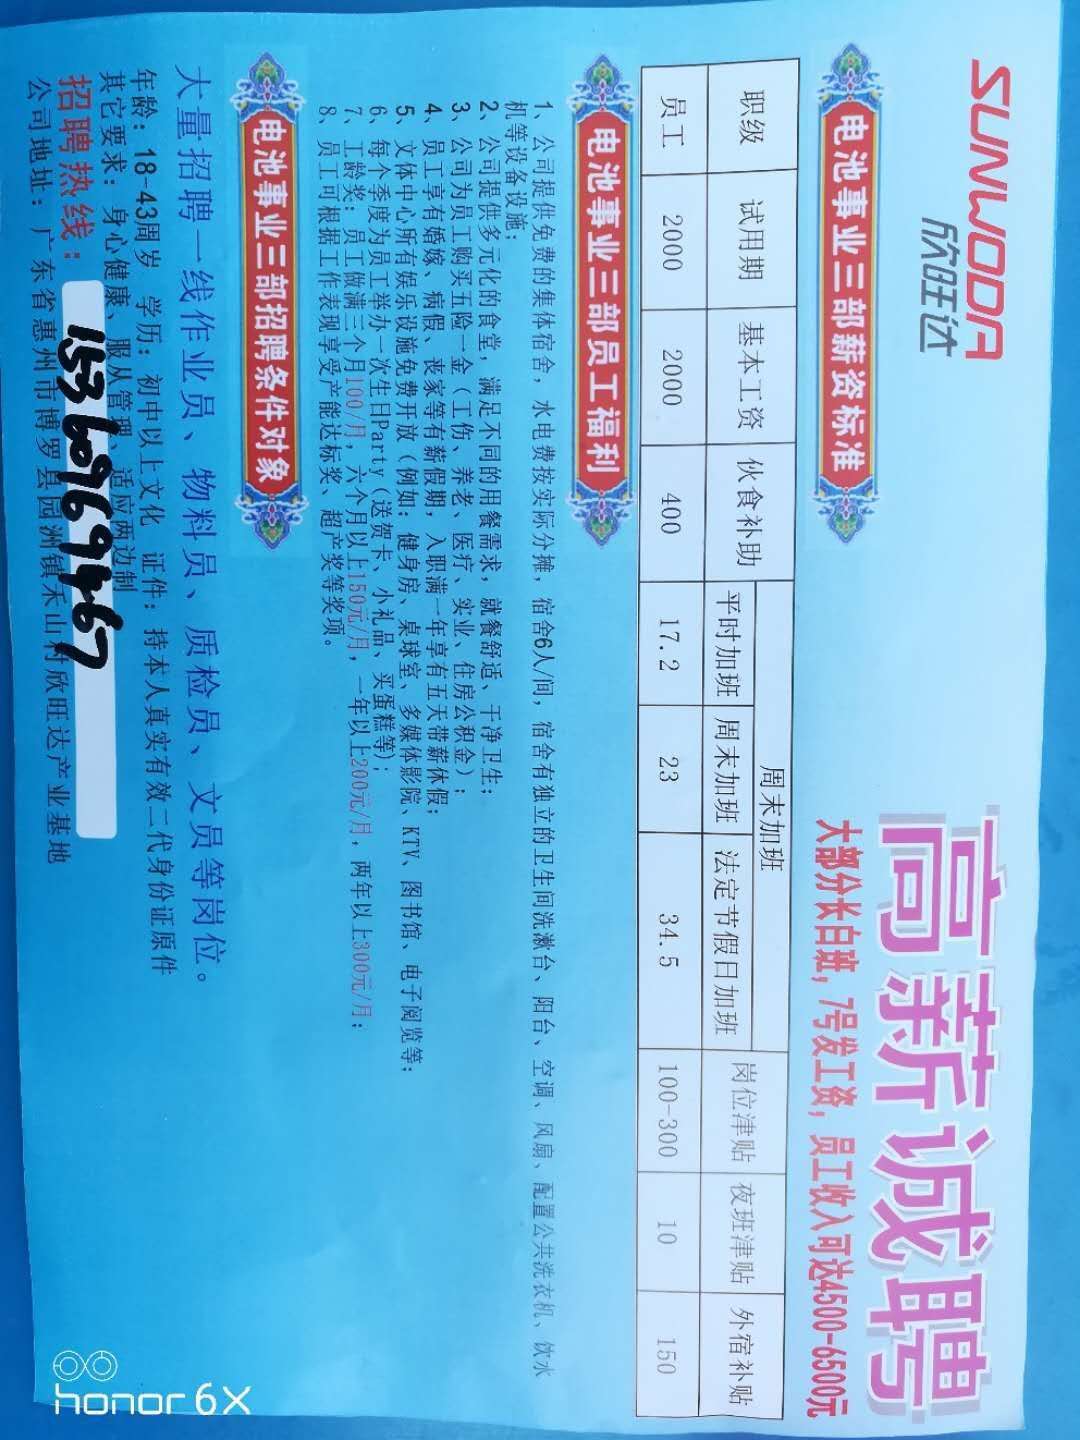 SUNWODA
欣旺达
高薪诚聘
大部分长白班，7号发工资，员工收入可达4500-6500元
电池事业三部薪资标准
职级 试用期 基本工资 伙食补助 周末加班 岗位津贴 夜班津贴 外宿补贴
平时加班 周末加班 法定节假日加班
员工 2000 2000 400 17.2 23 34.5 100-300 10 150
电池事业三部员工福利
1、公司提供免费的集体宿舍，水电费按实际分摊，宿舍6人/间，宿舍有独立的卫生间洗漱台、阳台、空调、风扇、配置公共洗衣机、饮水
机等设备设施；
2、公司提供多元化的食堂，满足不同的用餐需求，就餐舒适、干净卫生；
3、公司为员工购买五险一金（工伤、养老、医疗、实业、住房公积金）；
4、员工享有婚嫁、病假、丧家等有薪假期，入职满一年享有五天带薪休假；
5、文体中心所有娱乐设施免费开放（例如：健身房、桌球室、多媒体影院、KTV、图书馆、电子阅览等；
6、每个季度为员工举办一次生日Party（送贺卡、小礼品、买蛋糕等）；
7、工龄奖：员工做满三个月100/月，六个月以上150元/月，一年以上200元/月，两年以上300元/月；
8、员工可根据工作表现享受产能达标奖、超产奖等奖项。
电池事业三部招聘条件对象
大量招聘一线作业员、物料员、质检员、文员等岗位。
年龄：18-43周岁 学历：初中以上文化 证件：持本人真实有效二代身份证原件
其它要求：身心健康、服从管理、适应两边制
招聘热线：
公司地址：广东省惠州市博罗县园洲镇禾山村欣旺达产业基地
honor 6X